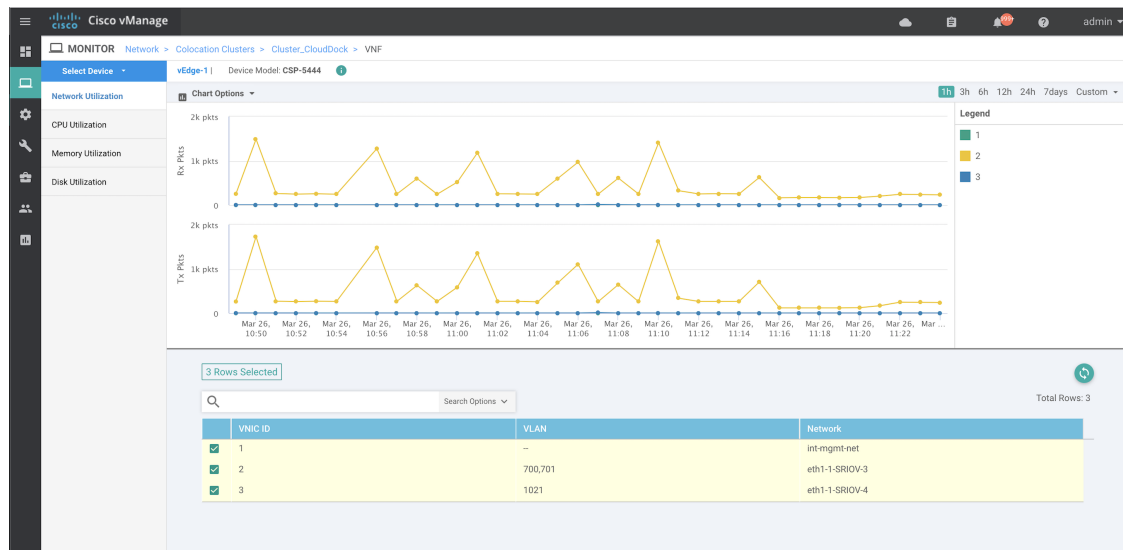 CISCO Cisco vManage 999+ admin
MONITOR Network > Colocation Clusters > Cluster_CloudDock > VNF
Select Device
vEdge-1 | Device Model: CSP-5444 i
Network Utilization
CPU Utilization
Memory Utilization
Disk Utilization
Chart Options
1h 3h 6h 12h 24h 7days Custom
Legend
1
2
3
2k pkts
1k pkts
0
Rx Pkts
2k pkts
1k pkts
0
Tx Pkts
Mar 26, Mar 26, Mar 26, Mar 26, Mar 26, Mar 26, Mar 26, Mar 26, Mar 26, Mar 26, Mar 26, Mar 26, Mar 26, Mar 26, Mar 26, Mar 26, Mar 26, Mar ...
10:50 10:52 10:54 10:56 10:58 11:00 11:02 11:04 11:06 11:08 11:10 11:12 11:14 11:16 11:18 11:20 11:22
3 Rows Selected
Search Options
Total Rows: 3
VNIC ID VLAN Network
1 – int-mgmt-net
2 700,701 eth1-1-SRIOV-3
3 1021 eth1-1-SRIOV-4